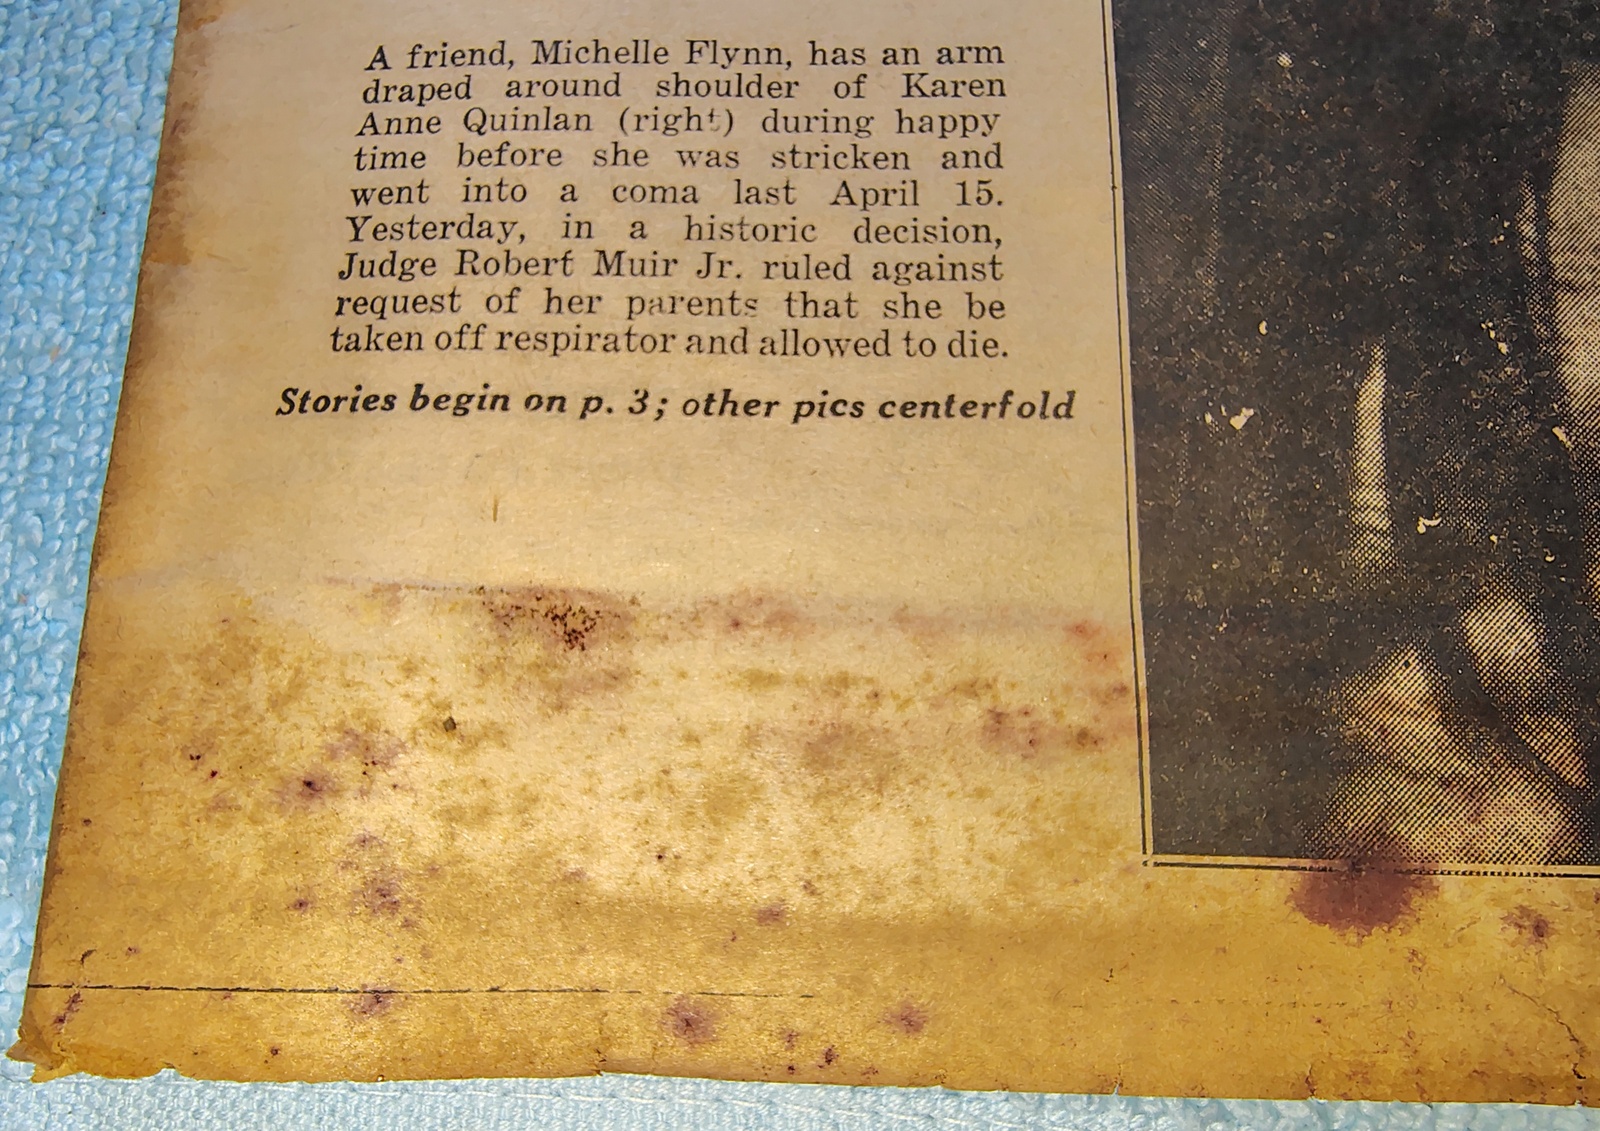 A friend, Michelle Flynn, has an arm
draped around shoulder of Karen
Anne Quinlan (right) during happy
time before she was stricken and
went into a coma last April 15.
Yesterday, in a historic decision,
Judge Robert Muir Jr. ruled against
request of her parents that she be
taken off respirator and allowed to die.
Stories begin on p. 3; other pics centerfold